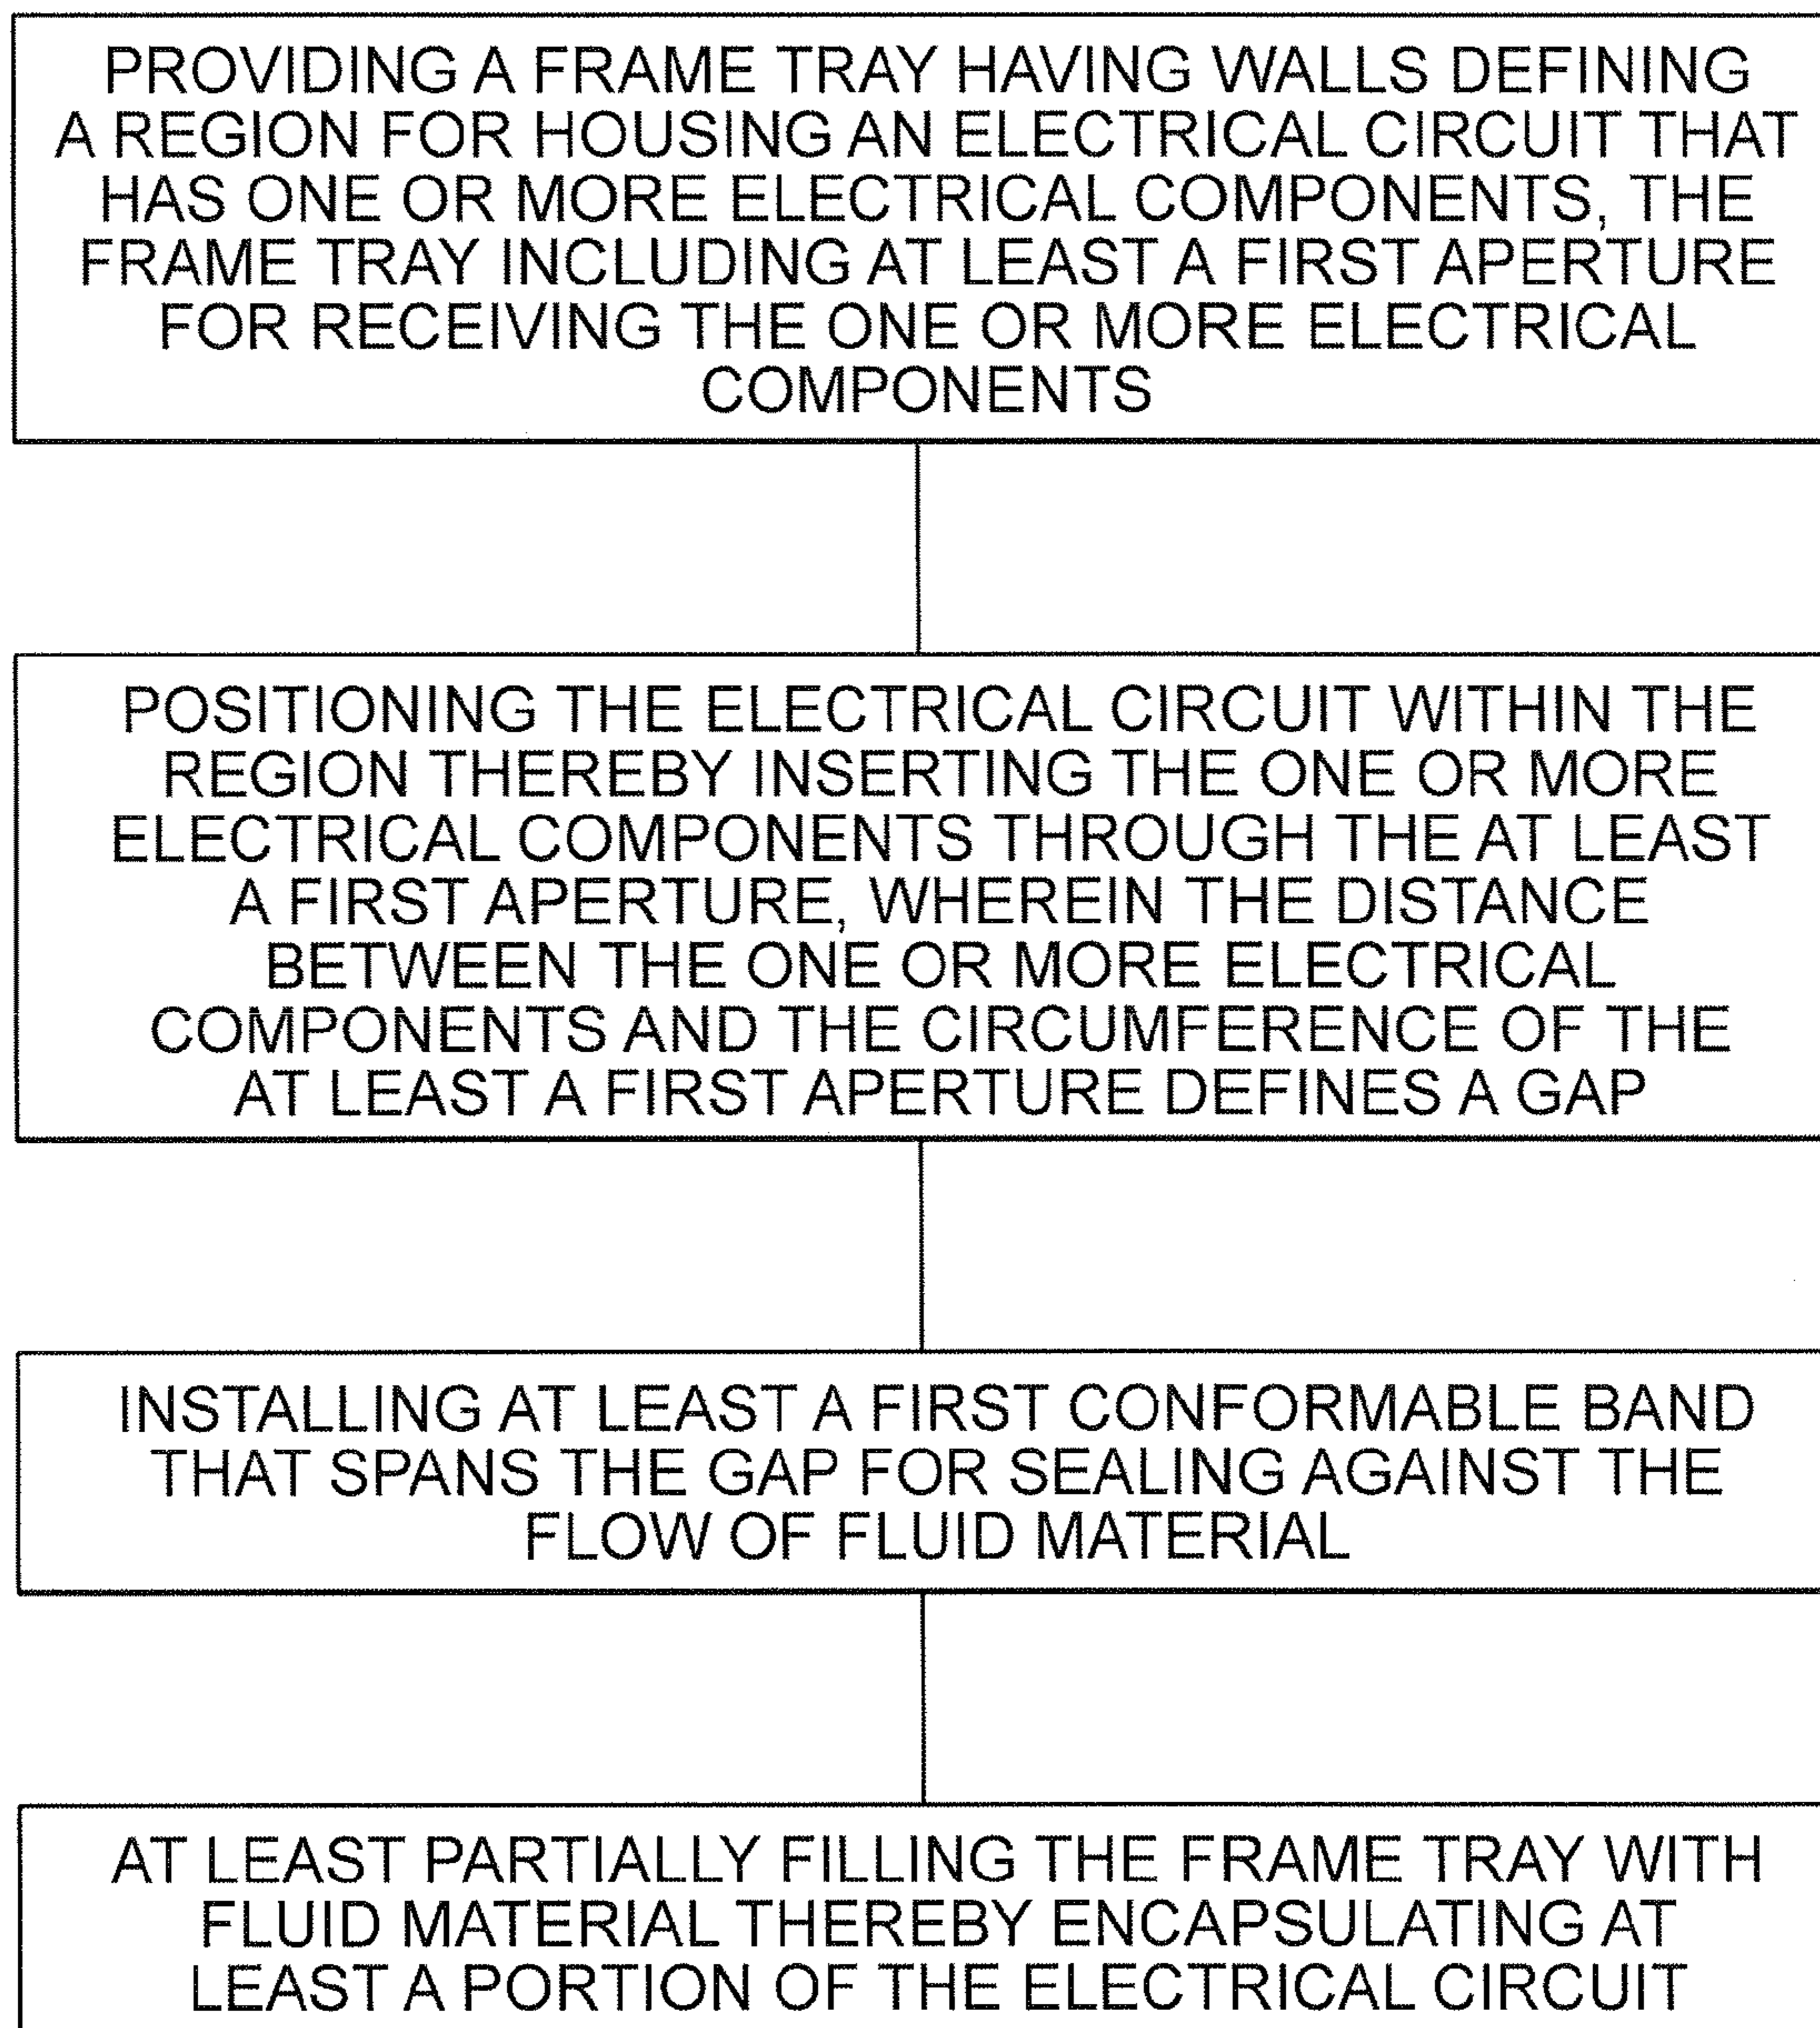 PROVIDING A FRAME TRAY HAVING WALLS DEFINING
A REGION FOR HOUSING AN ELECTRICAL CIRCUIT THAT
HAS ONE OR MORE ELECTRICAL COMPONENTS, THE
FRAME TRAY INCLUDING AT LEAST A FIRST APERTURE
FOR RECEIVING THE ONE OR MORE ELECTRICAL
COMPONENTS
POSITIONING THE ELECTRICAL CIRCUIT WITHIN THE
REGION THEREBY INSERTING THE ONE OR MORE
ELECTRICAL COMPONENTS THROUGH THE AT LEAST
A FIRST APERTURE, WHEREIN THE DISTANCE
BETWEEN THE ONE OR MORE ELECTRICAL
COMPONENTS AND THE CIRCUMFERENCE OF THE
AT LEAST A FIRST APERTURE DEFINES A GAP
INSTALLING AT LEAST A FIRST CONFORMABLE BAND
THAT SPANS THE GAP FOR SEALING AGAINST THE
FLOW OF FLUID MATERIAL
AT LEAST PARTIALLY FILLING THE FRAME TRAY WITH
FLUID MATERIAL THEREBY ENCAPSULATING AT
LEAST A PORTION OF THE ELECTRICAL CIRCUIT